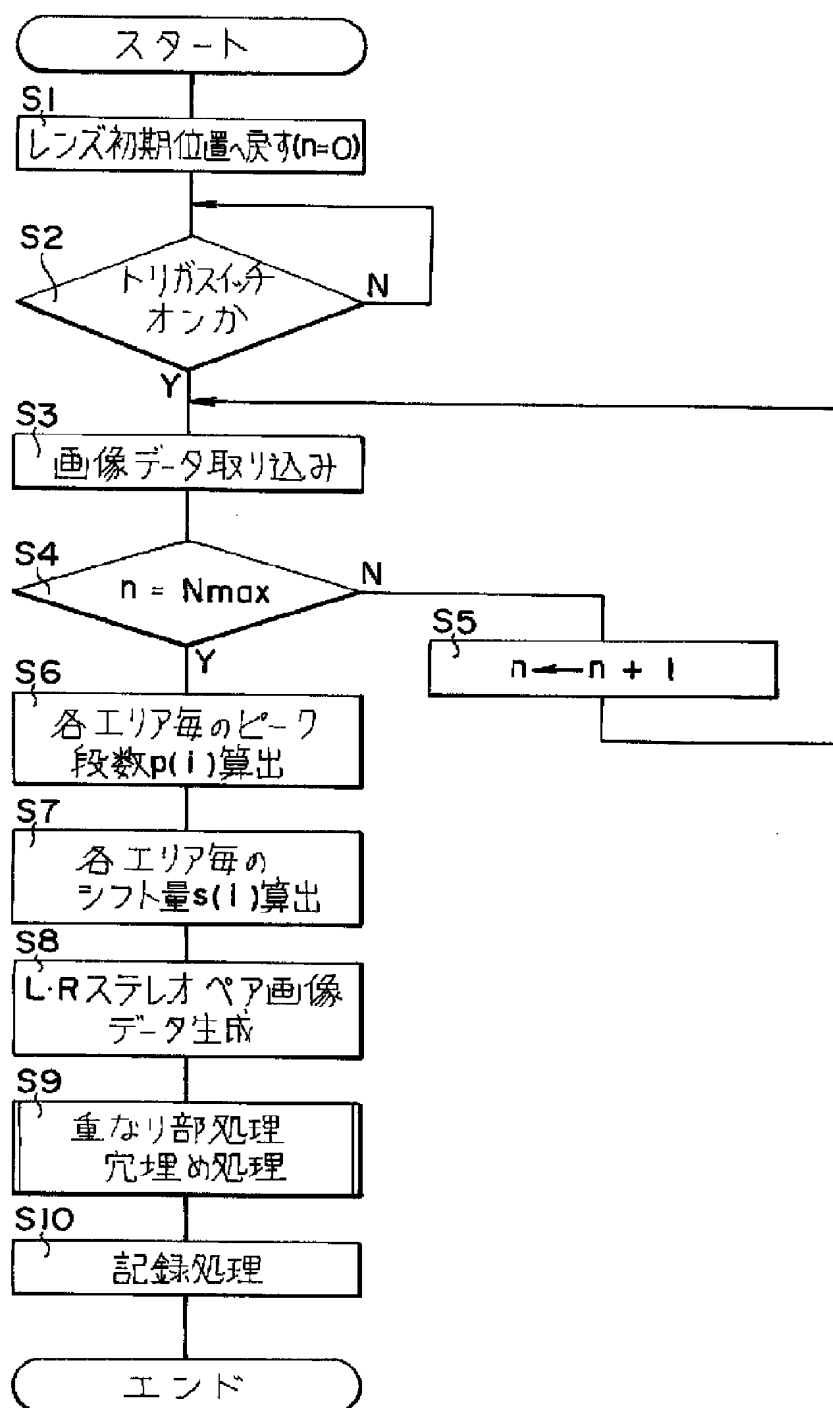 スタート
S1
レンズ初期位置へ戻す(n=0)
S2
トリガスイッチ
オンか
N
Y
S3
画像データ取り込み
S4
n = Nmax
N
Y
S5
n ← n + 1
S6
各エリア毎のピーク
段数p(i)算出
S7
各エリア毎の
シフト量s(i)算出
S8
L・Rステレオペア画像
データ生成
S9
重なり部処理
穴埋め処理
S10
記録処理
エンド